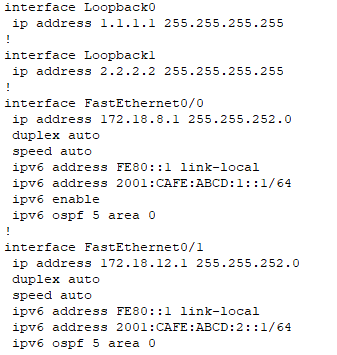 interface Loopback0
 ip address 1.1.1.1 255.255.255.255
!
interface Loopback1
 ip address 2.2.2.2 255.255.255.255
!
interface FastEthernet0/0
 ip address 172.18.8.1 255.255.252.0
 duplex auto
 speed auto
 ipv6 address FE80::1 link-local
 ipv6 address 2001:CAFE:ABCD:1::1/64
 ipv6 enable
 ipv6 ospf 5 area 0
!
interface FastEthernet0/1
 ip address 172.18.12.1 255.255.252.0
 duplex auto
 speed auto
 ipv6 address FE80::1 link-local
 ipv6 address 2001:CAFE:ABCD:2::1/64
 ipv6 ospf 5 area 0